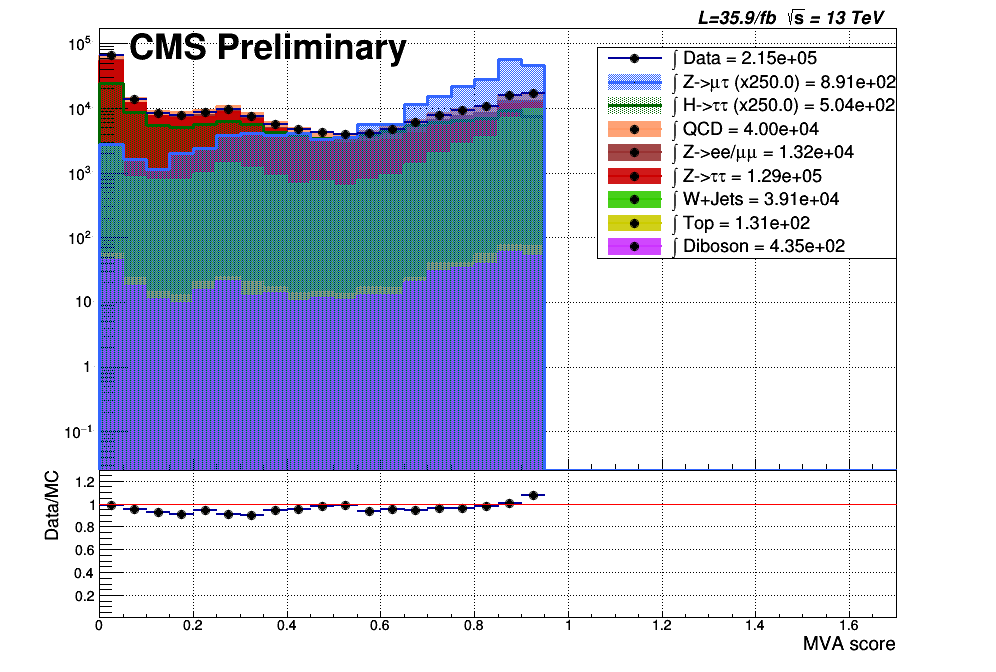 L=35.9/fb √s = 13 TeV
CMS Preliminary
∫ Data = 2.15e+05
∫ Z->μτ (x250.0) = 8.91e+02
∫ H->ττ (x250.0) = 5.04e+02
∫ QCD = 4.00e+04
∫ Z->ee/μμ = 1.32e+04
∫ Z->ττ = 1.29e+05
∫ W+Jets = 3.91e+04
∫ Top = 1.31e+02
∫ Diboson = 4.35e+02
10⁵
10⁴
10³
10²
10
1
10⁻¹
Data/MC
1.2
1
0.8
0.6
0.4
0.2
0 0.2 0.4 0.6 0.8 1 1.2 1.4 1.6
MVA score